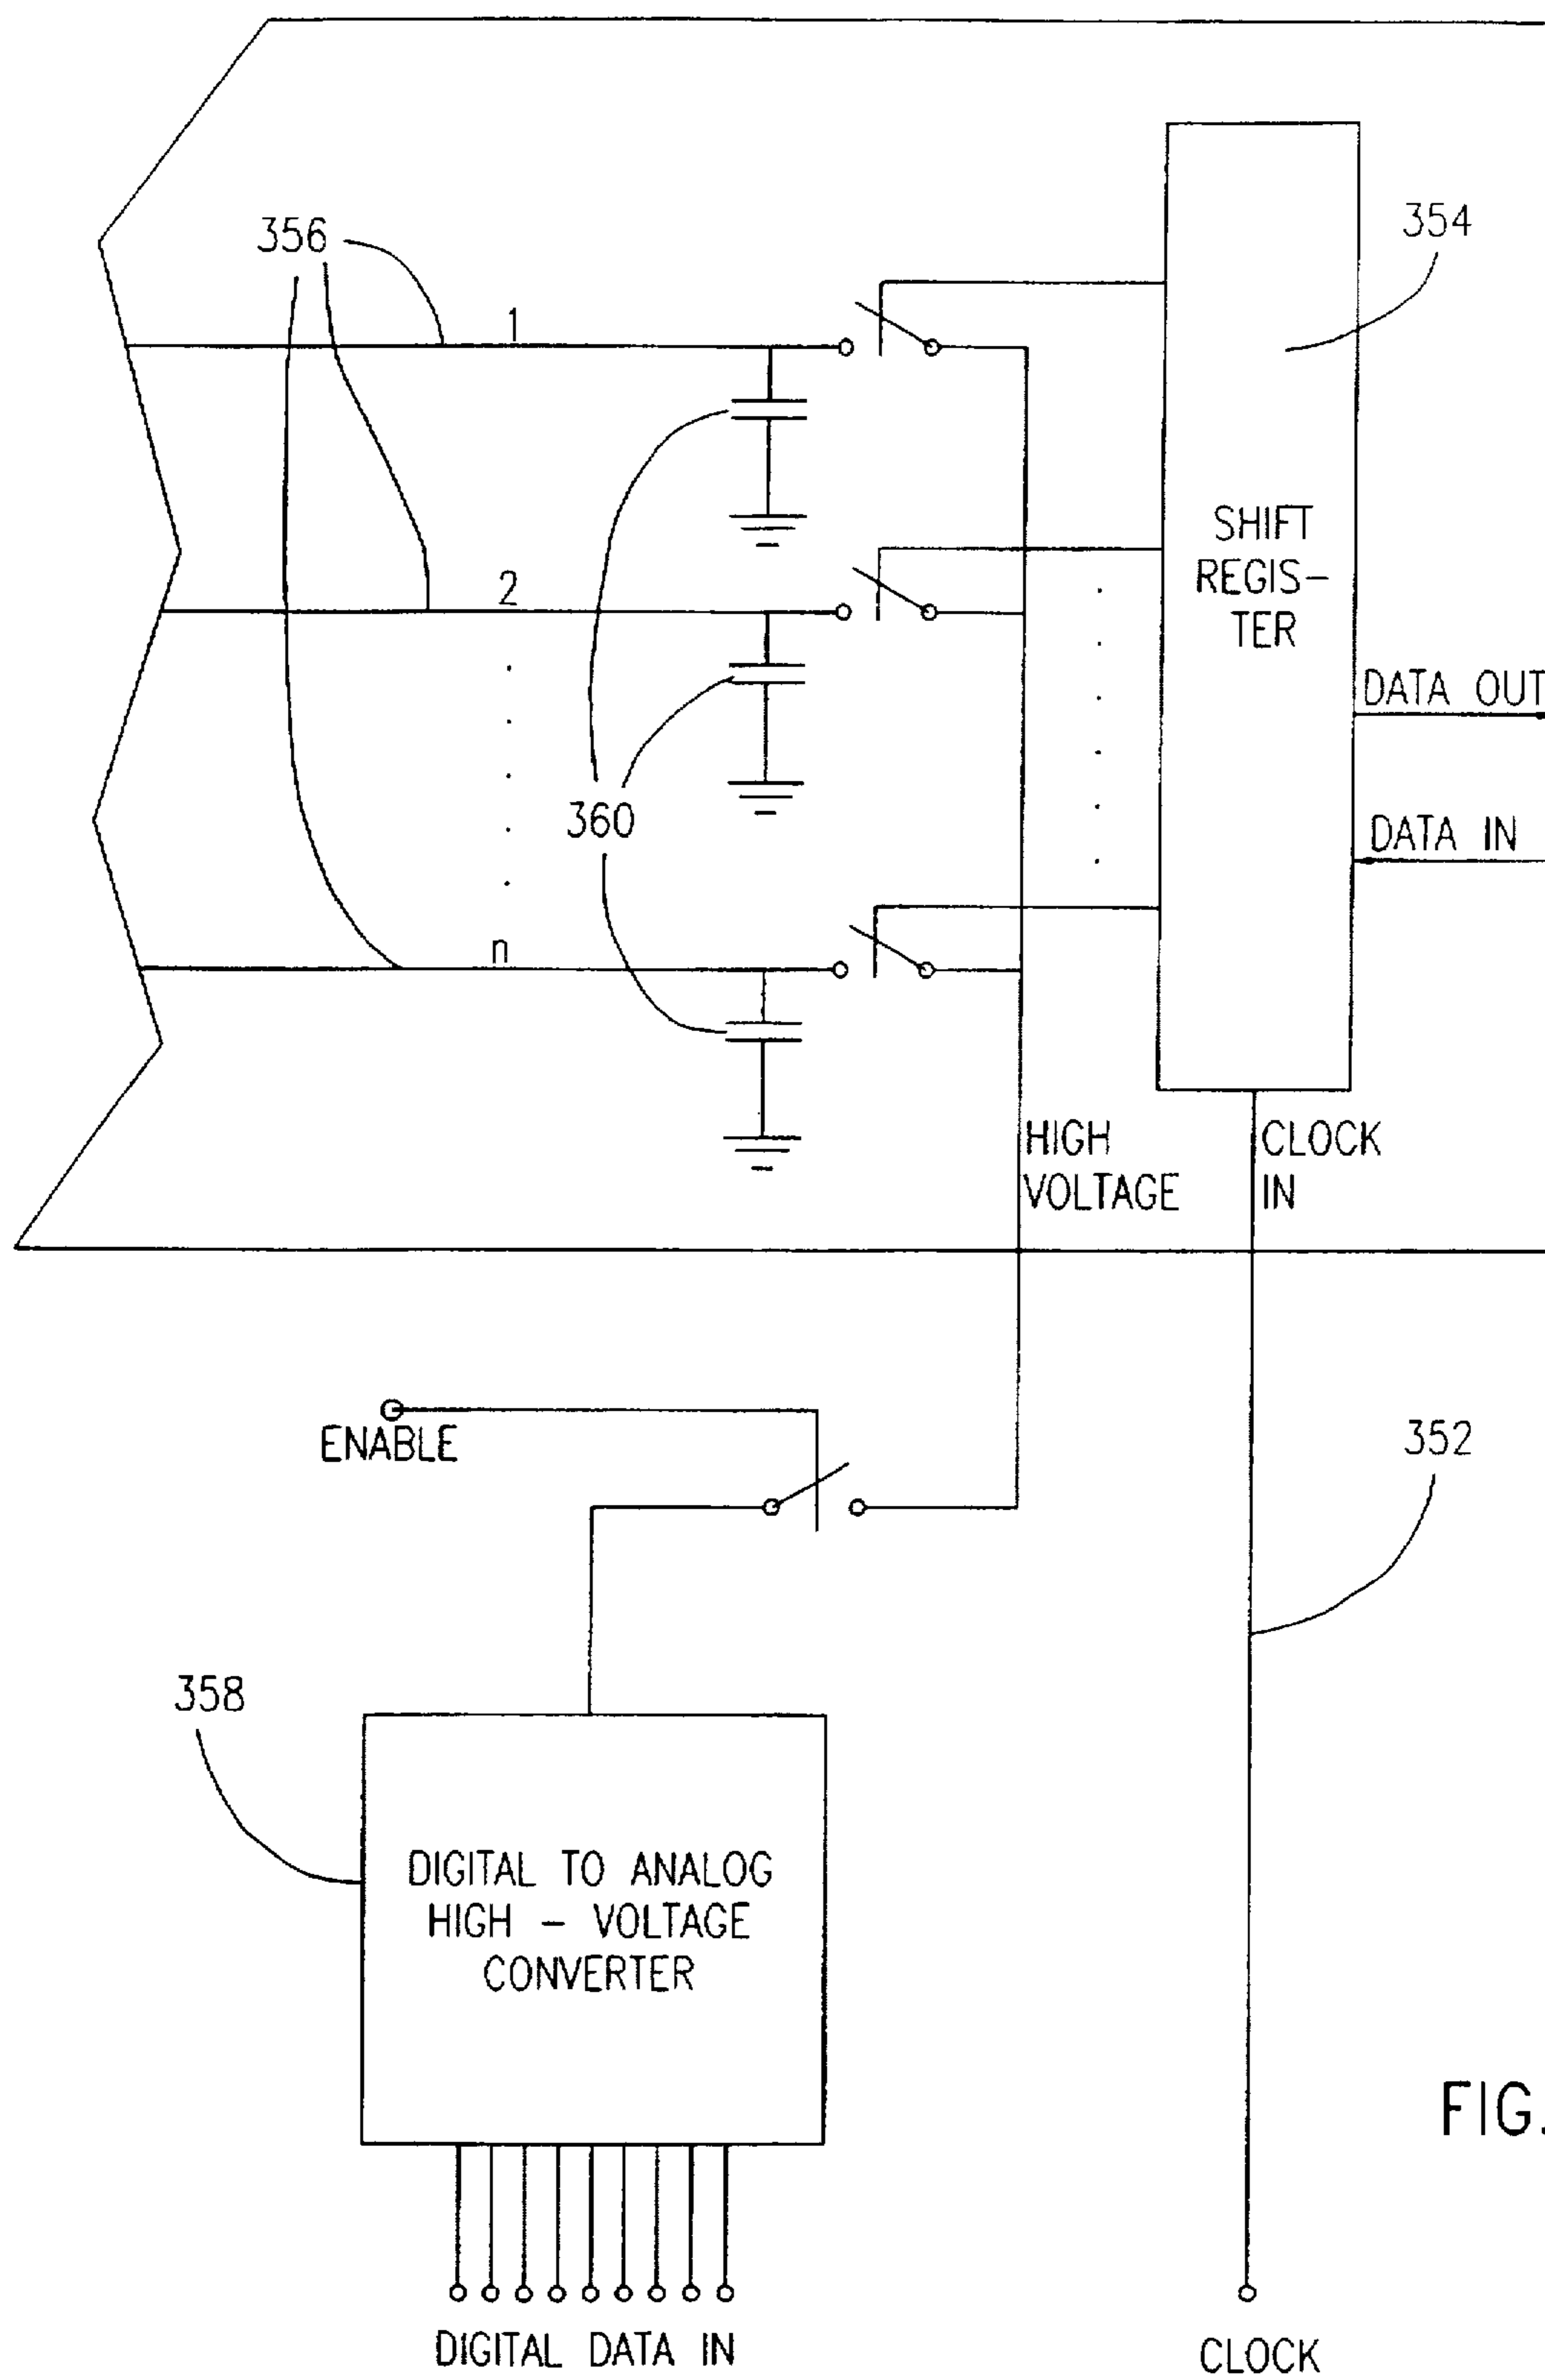 356
1
354
2
SHIFT
REGIS-
TER
DATA OUT
360
DATA IN
n
HIGH
VOLTAGE
CLOCK
IN
ENABLE
352
358
DIGITAL TO ANALOG
HIGH - VOLTAGE
CONVERTER
FIG.
DIGITAL DATA IN
CLOCK